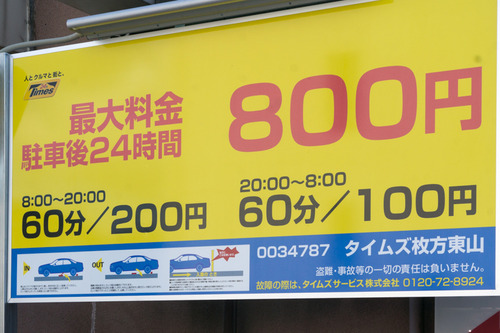 人とクルマと街と。
Times
最大料金
駐車後24時間
800円
8:00~20:00
60分/200円
20:00~8:00
60分/100円
IN
OUT
0034787 タイムズ枚方東山
盗難・事故等の一切の責任は負いません。
故障の際は、タイムズサービス株式会社 0120-72-8924